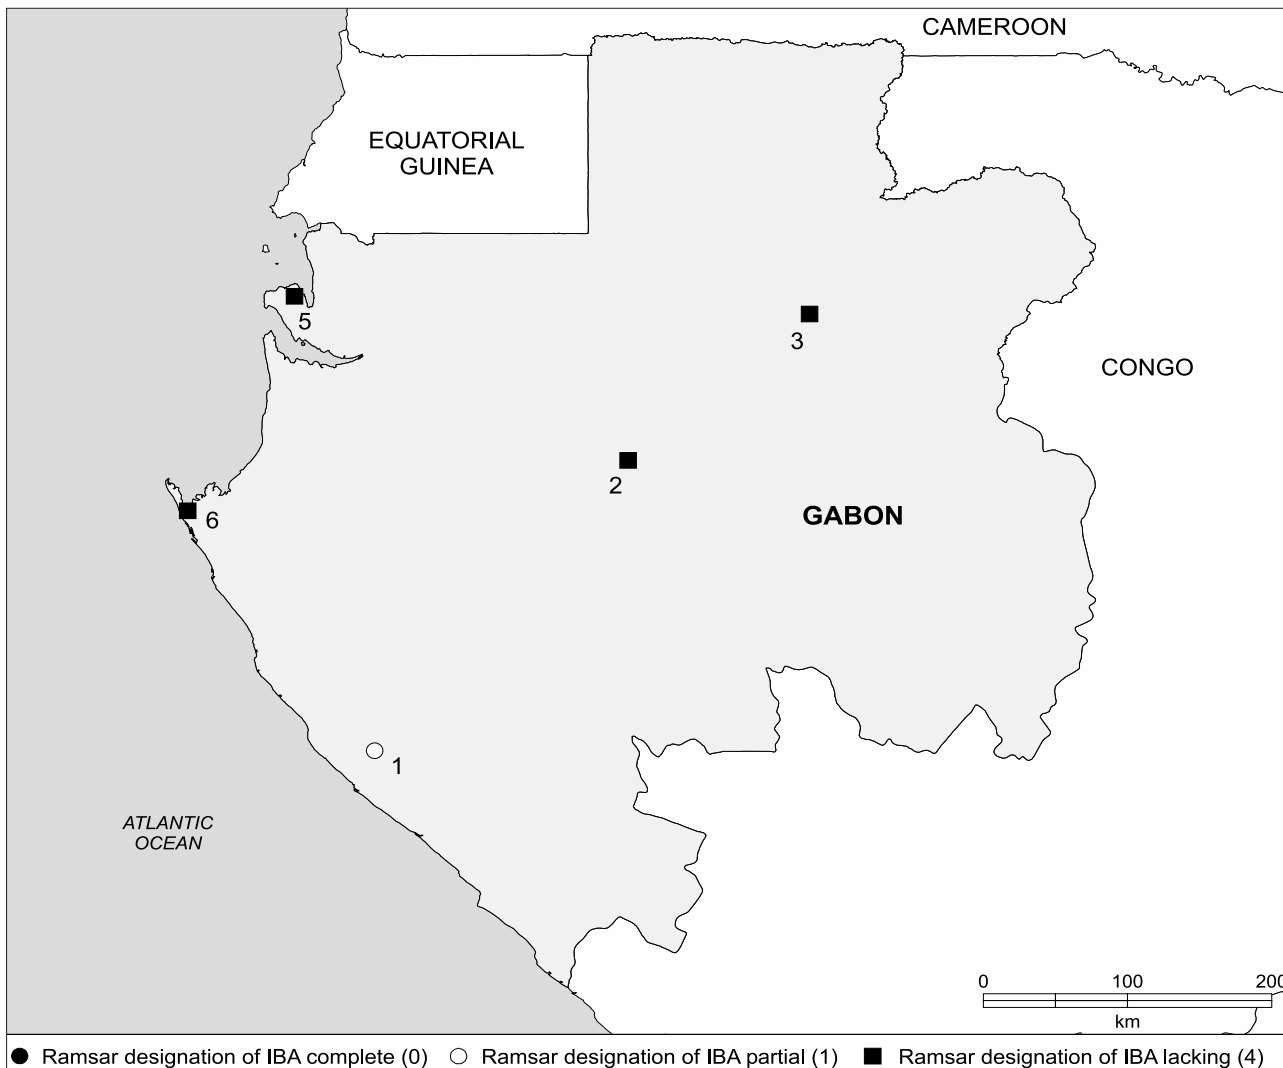 CAMEROON
EQUATORIAL
GUINEA
5
3
CONGO
2
GABON
6
1
ATLANTIC
OCEAN
0 100 200
km
Ramsar designation of IBA complete (0) Ramsar designation of IBA partial (1) Ramsar designation of IBA lacking (4)